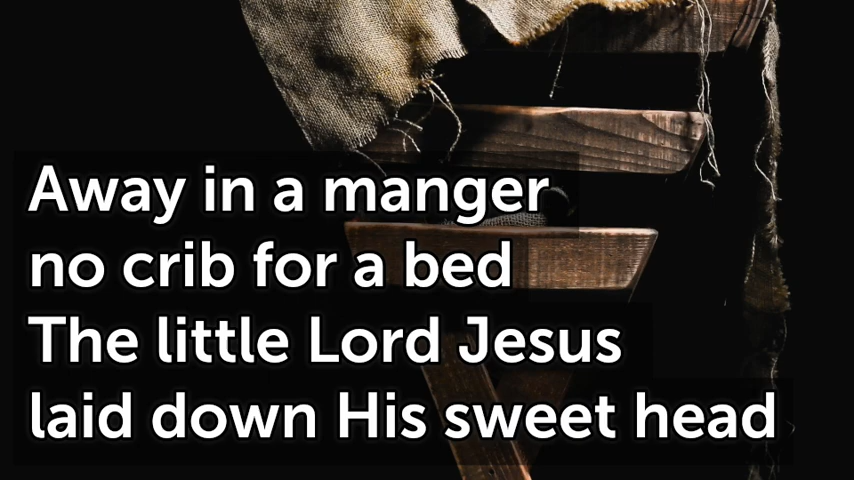 Away in a manger
no crib for a bed
The little Lord Jesus
laid down His sweet head